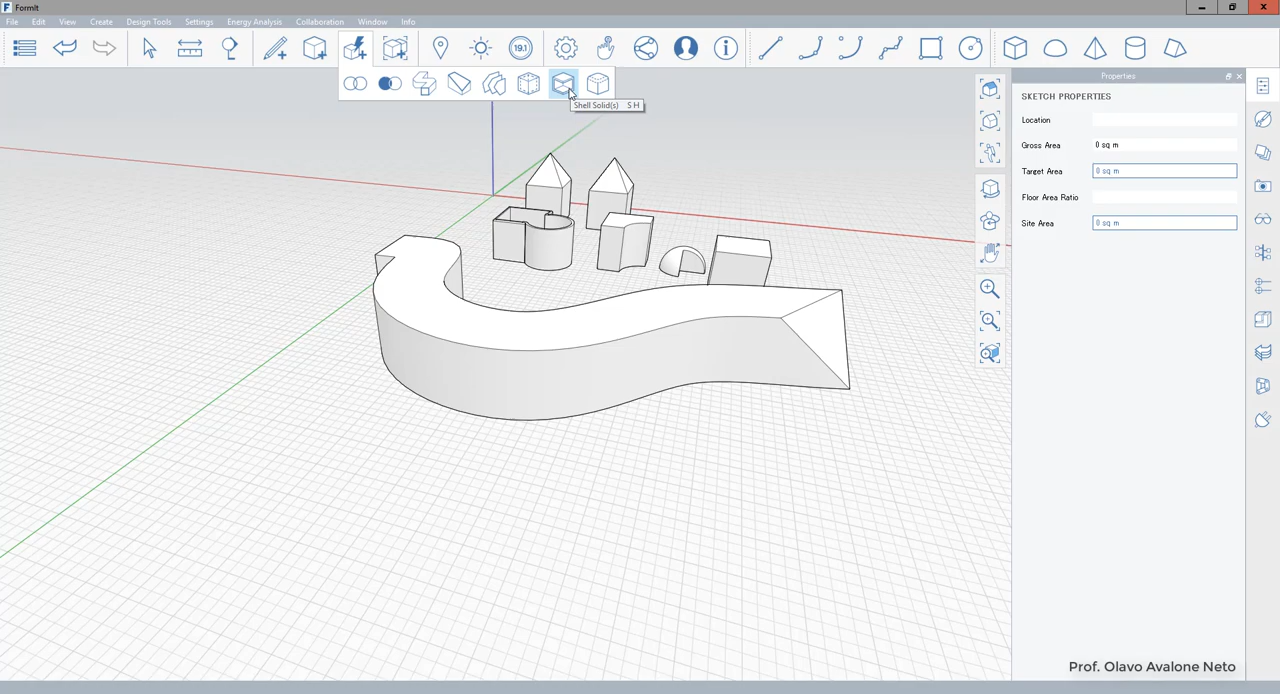 FormIt
File Edit View Create Design Tools Settings Energy Analysis Collaboration Window Info
19.1
Shell Solid(s) S H
Properties
SKETCH PROPERTIES
Location
Gross Area 0 sq m
Target Area 0 sq m
Floor Area Ratio
Site Area 0 sq m
Prof. Olavo Avalone Neto